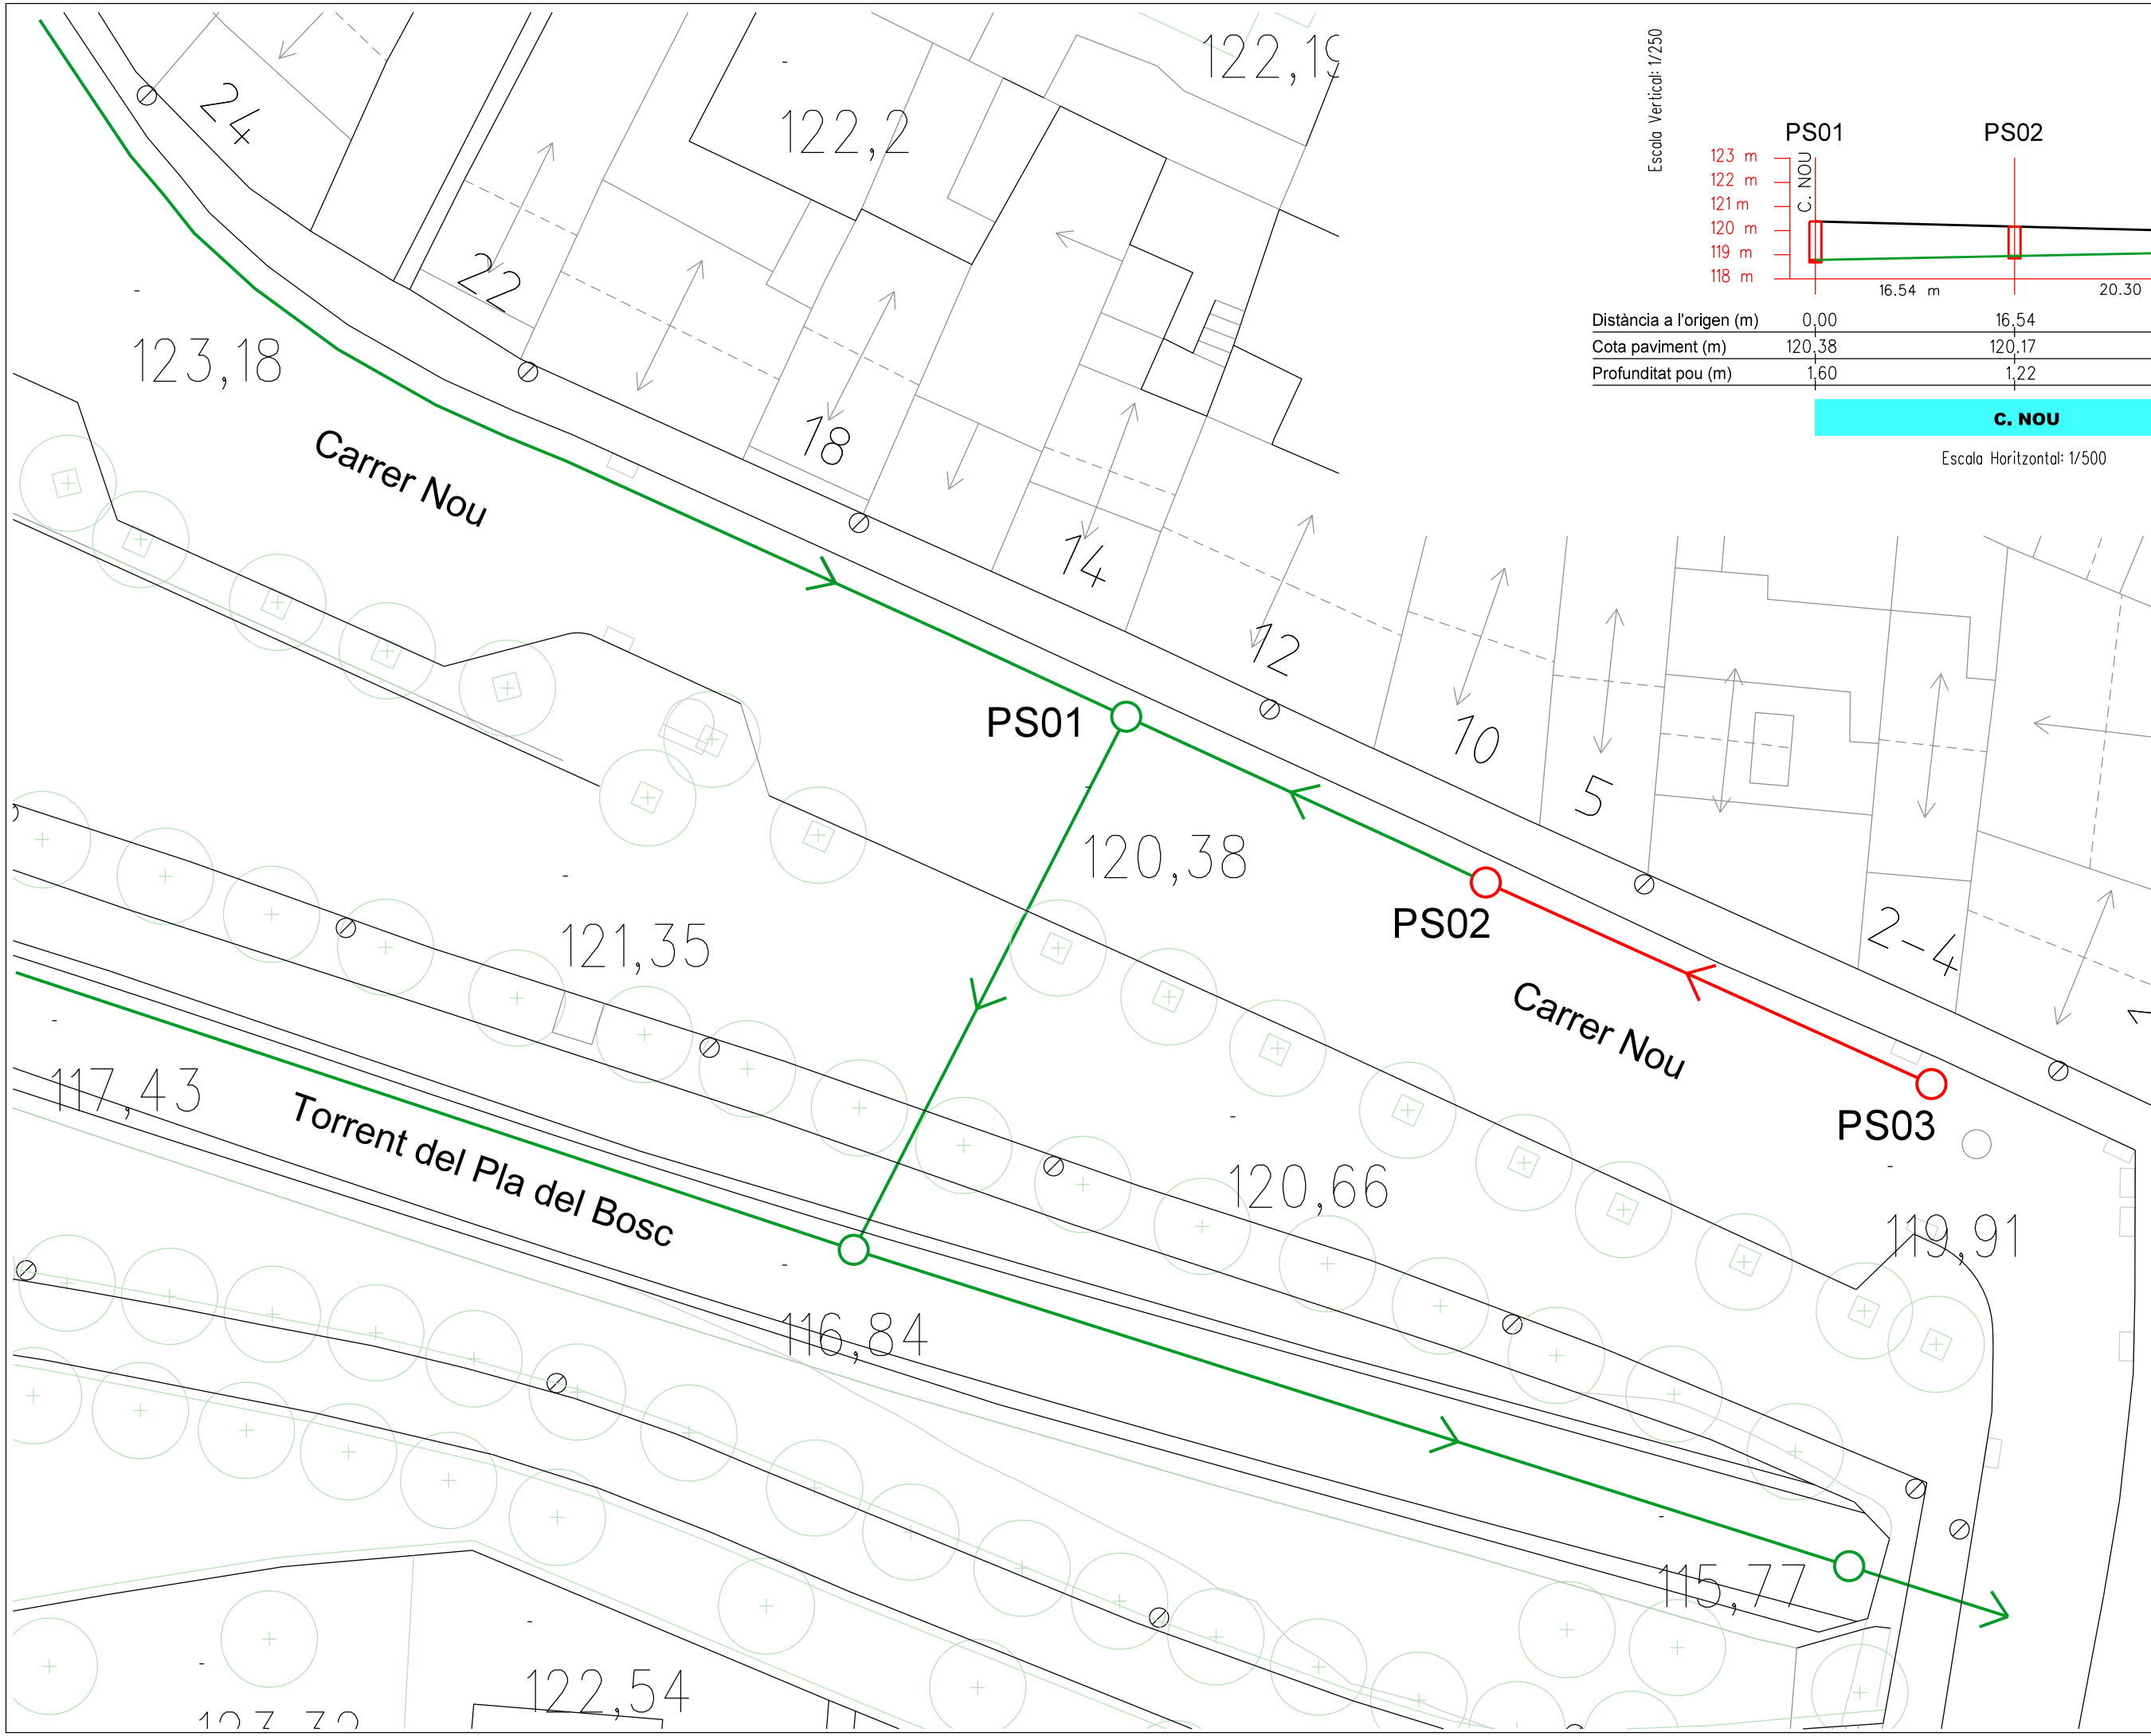 122,19
24
122,2
22
123,18
Carrer Nou
18
14
12
10
5
2-4
PS01
120,38
PS02
Carrer Nou
PS03
121,35
117,43
Torrent del Pla del Bosc
120,66
119,91
116,84
115,77
122,54
Escala Vertical: 1/250
PS01 PS02
123 m
122 m
121 m
120 m
119 m
118 m
C. NOU
16.54 m 20.30
Distància a l'origen (m) 0.00 16.54
Cota paviment (m) 120.38 120.17
Profunditat pou (m) 1.60 1.22
C. NOU
Escala Horitzontal: 1/500